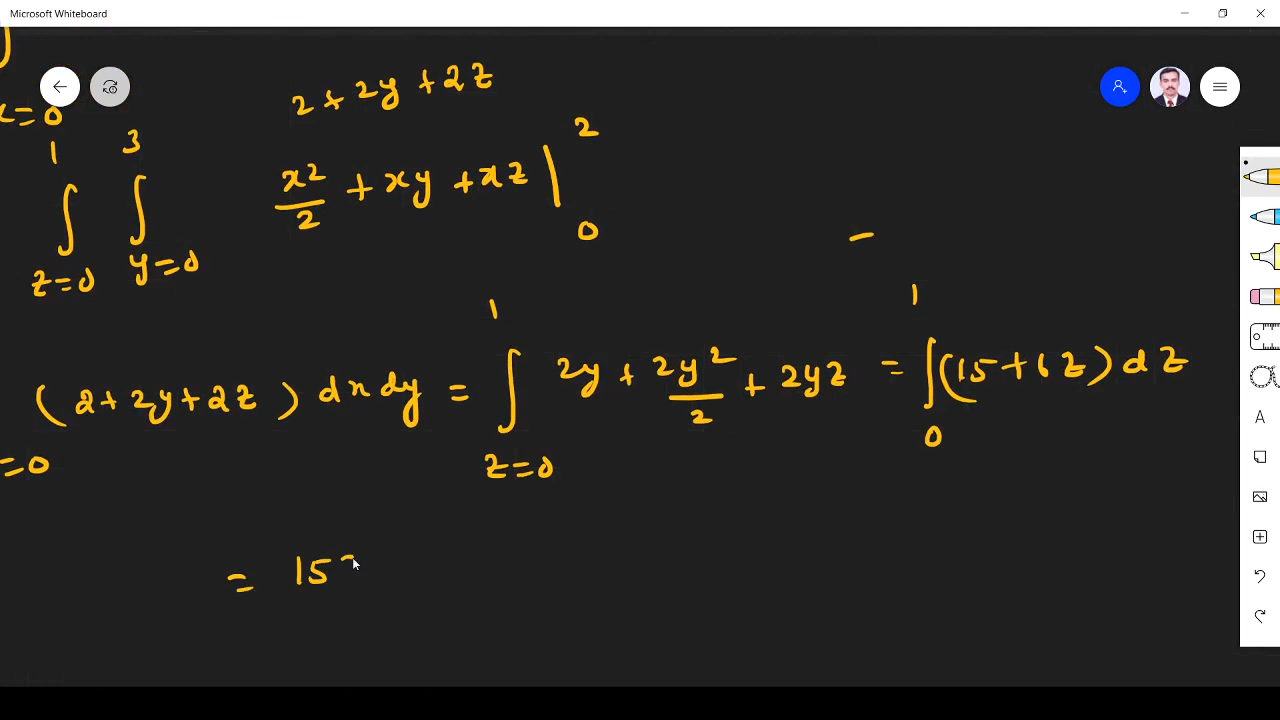 Microsoft Whiteboard
x=0
2+2y+2z
1 3
∫ ∫ x²/2 + xy + xz | 2
z=0 y=0 0
–
1 1
(2+2y+2z) dx dy = ∫ 2y + 2y²/2 + 2yz = ∫ (15+6z) dz
=0 z=0 0
= 15
A